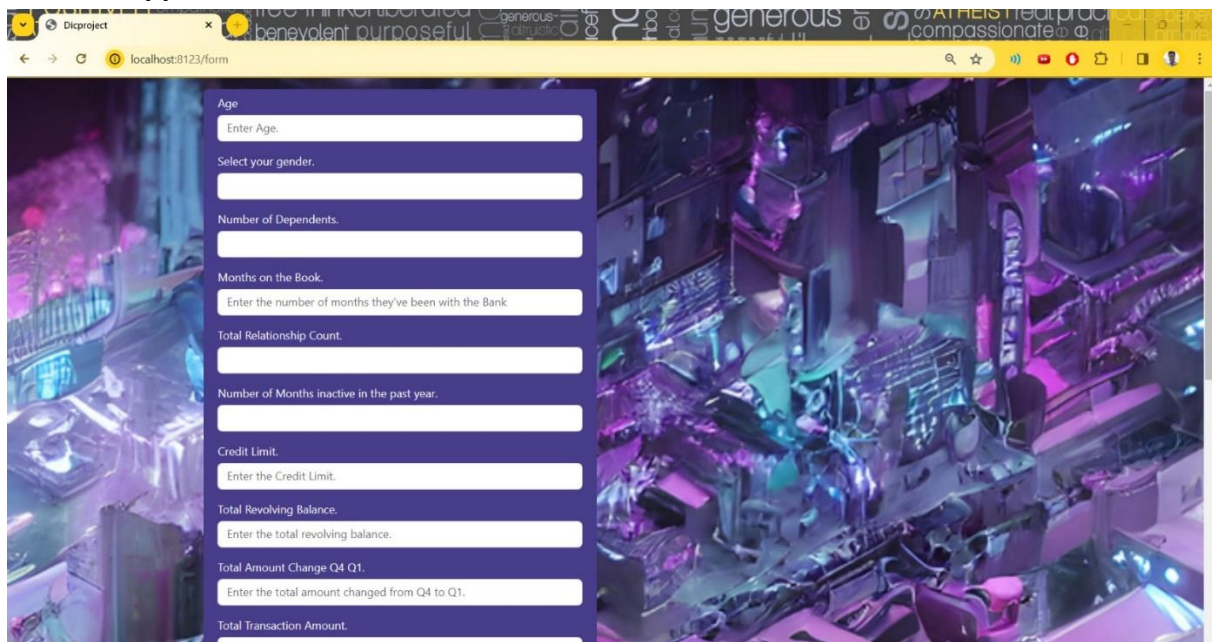 generous-
generous
ATHEIST
benevolent purposeful
altruistic
compassionate
Dicproject
localhost:8123/form
Age
Enter Age.
Select your gender.
Number of Dependents.
Months on the Book.
Enter the number of months they've been with the Bank
Total Relationship Count.
Number of Months inactive in the past year.
Credit Limit.
Enter the Credit Limit.
Total Revolving Balance.
Enter the total revolving balance.
Total Amount Change Q4 Q1.
Enter the total amount changed from Q4 to Q1.
Total Transaction Amount.